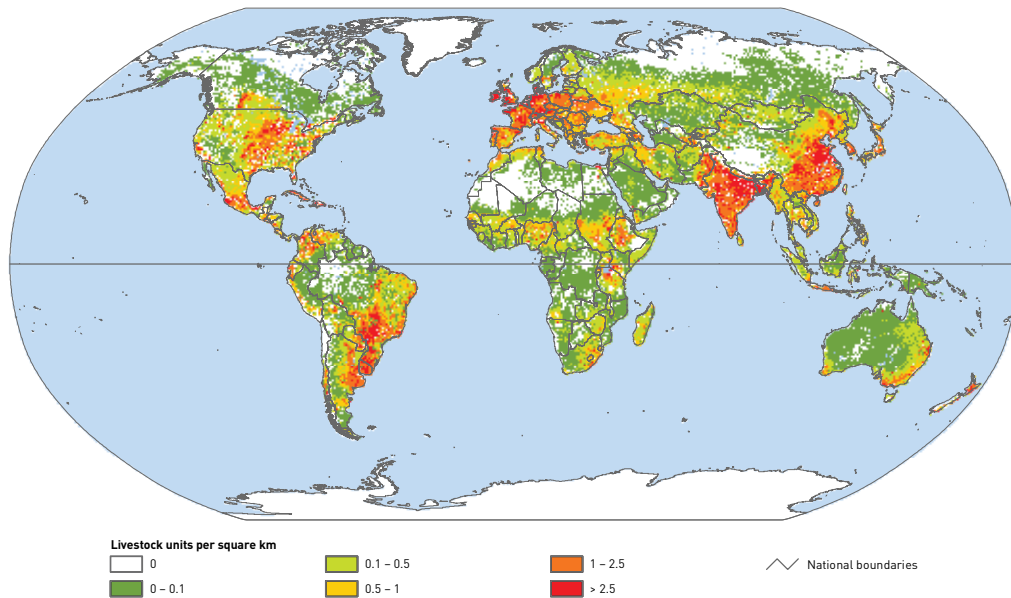 Livestock units per square km
0
0.1 – 0.5
1 – 2.5
National boundaries
0 – 0.1
0.5 – 1
> 2.5